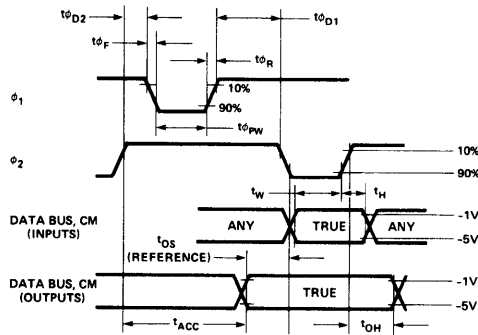 tϕD2
tϕD1
tϕF
tϕR
10%
ϕ1
90%
tϕPW
ϕ2
10%
90%
tW
tH
DATA BUS, CM
(INPUTS)
ANY
TRUE
ANY
-1V
-5V
tOS
(REFERENCE)
DATA BUS, CM
(OUTPUTS)
TRUE
-1V
-5V
tACC
tOH